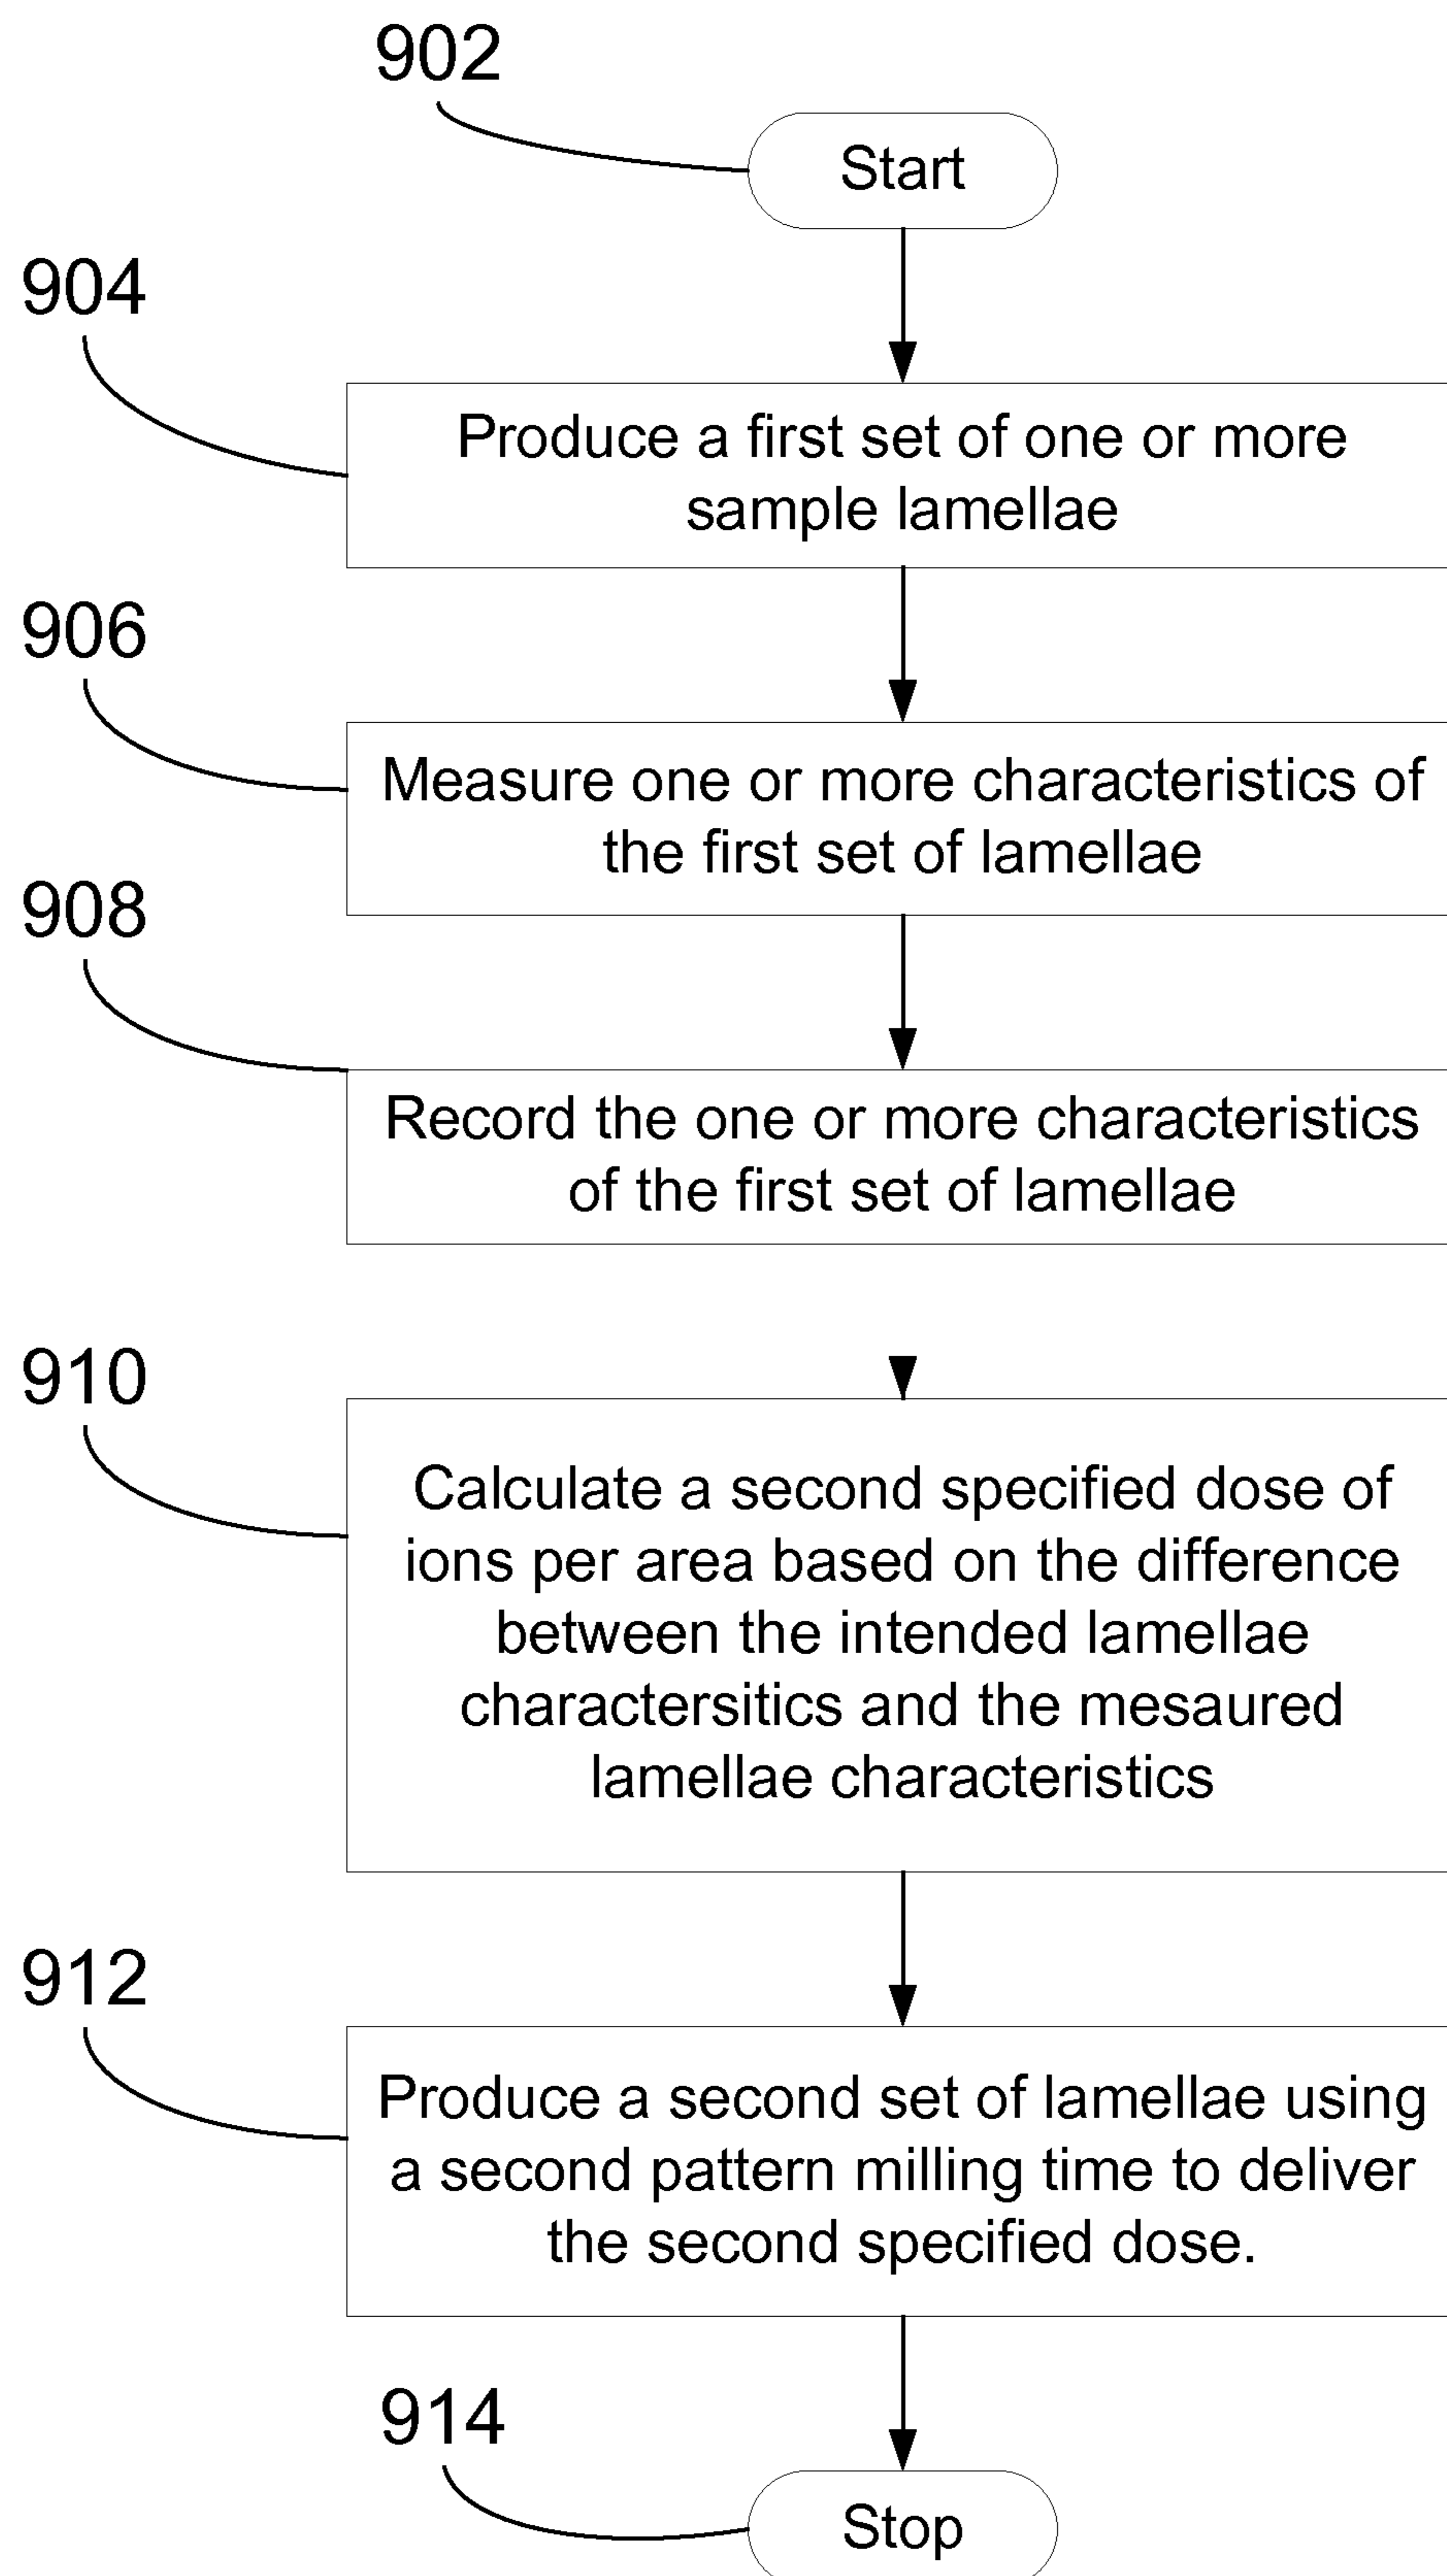 902
Start
904
Produce a first set of one or more
sample lamellae
906
Measure one or more characteristics of
the first set of lamellae
908
Record the one or more characteristics
of the first set of lamellae
910
Calculate a second specified dose of
ions per area based on the difference
between the intended lamellae
charactersitics and the mesaured
lamellae characteristics
912
Produce a second set of lamellae using
a second pattern milling time to deliver
the second specified dose.
914
Stop